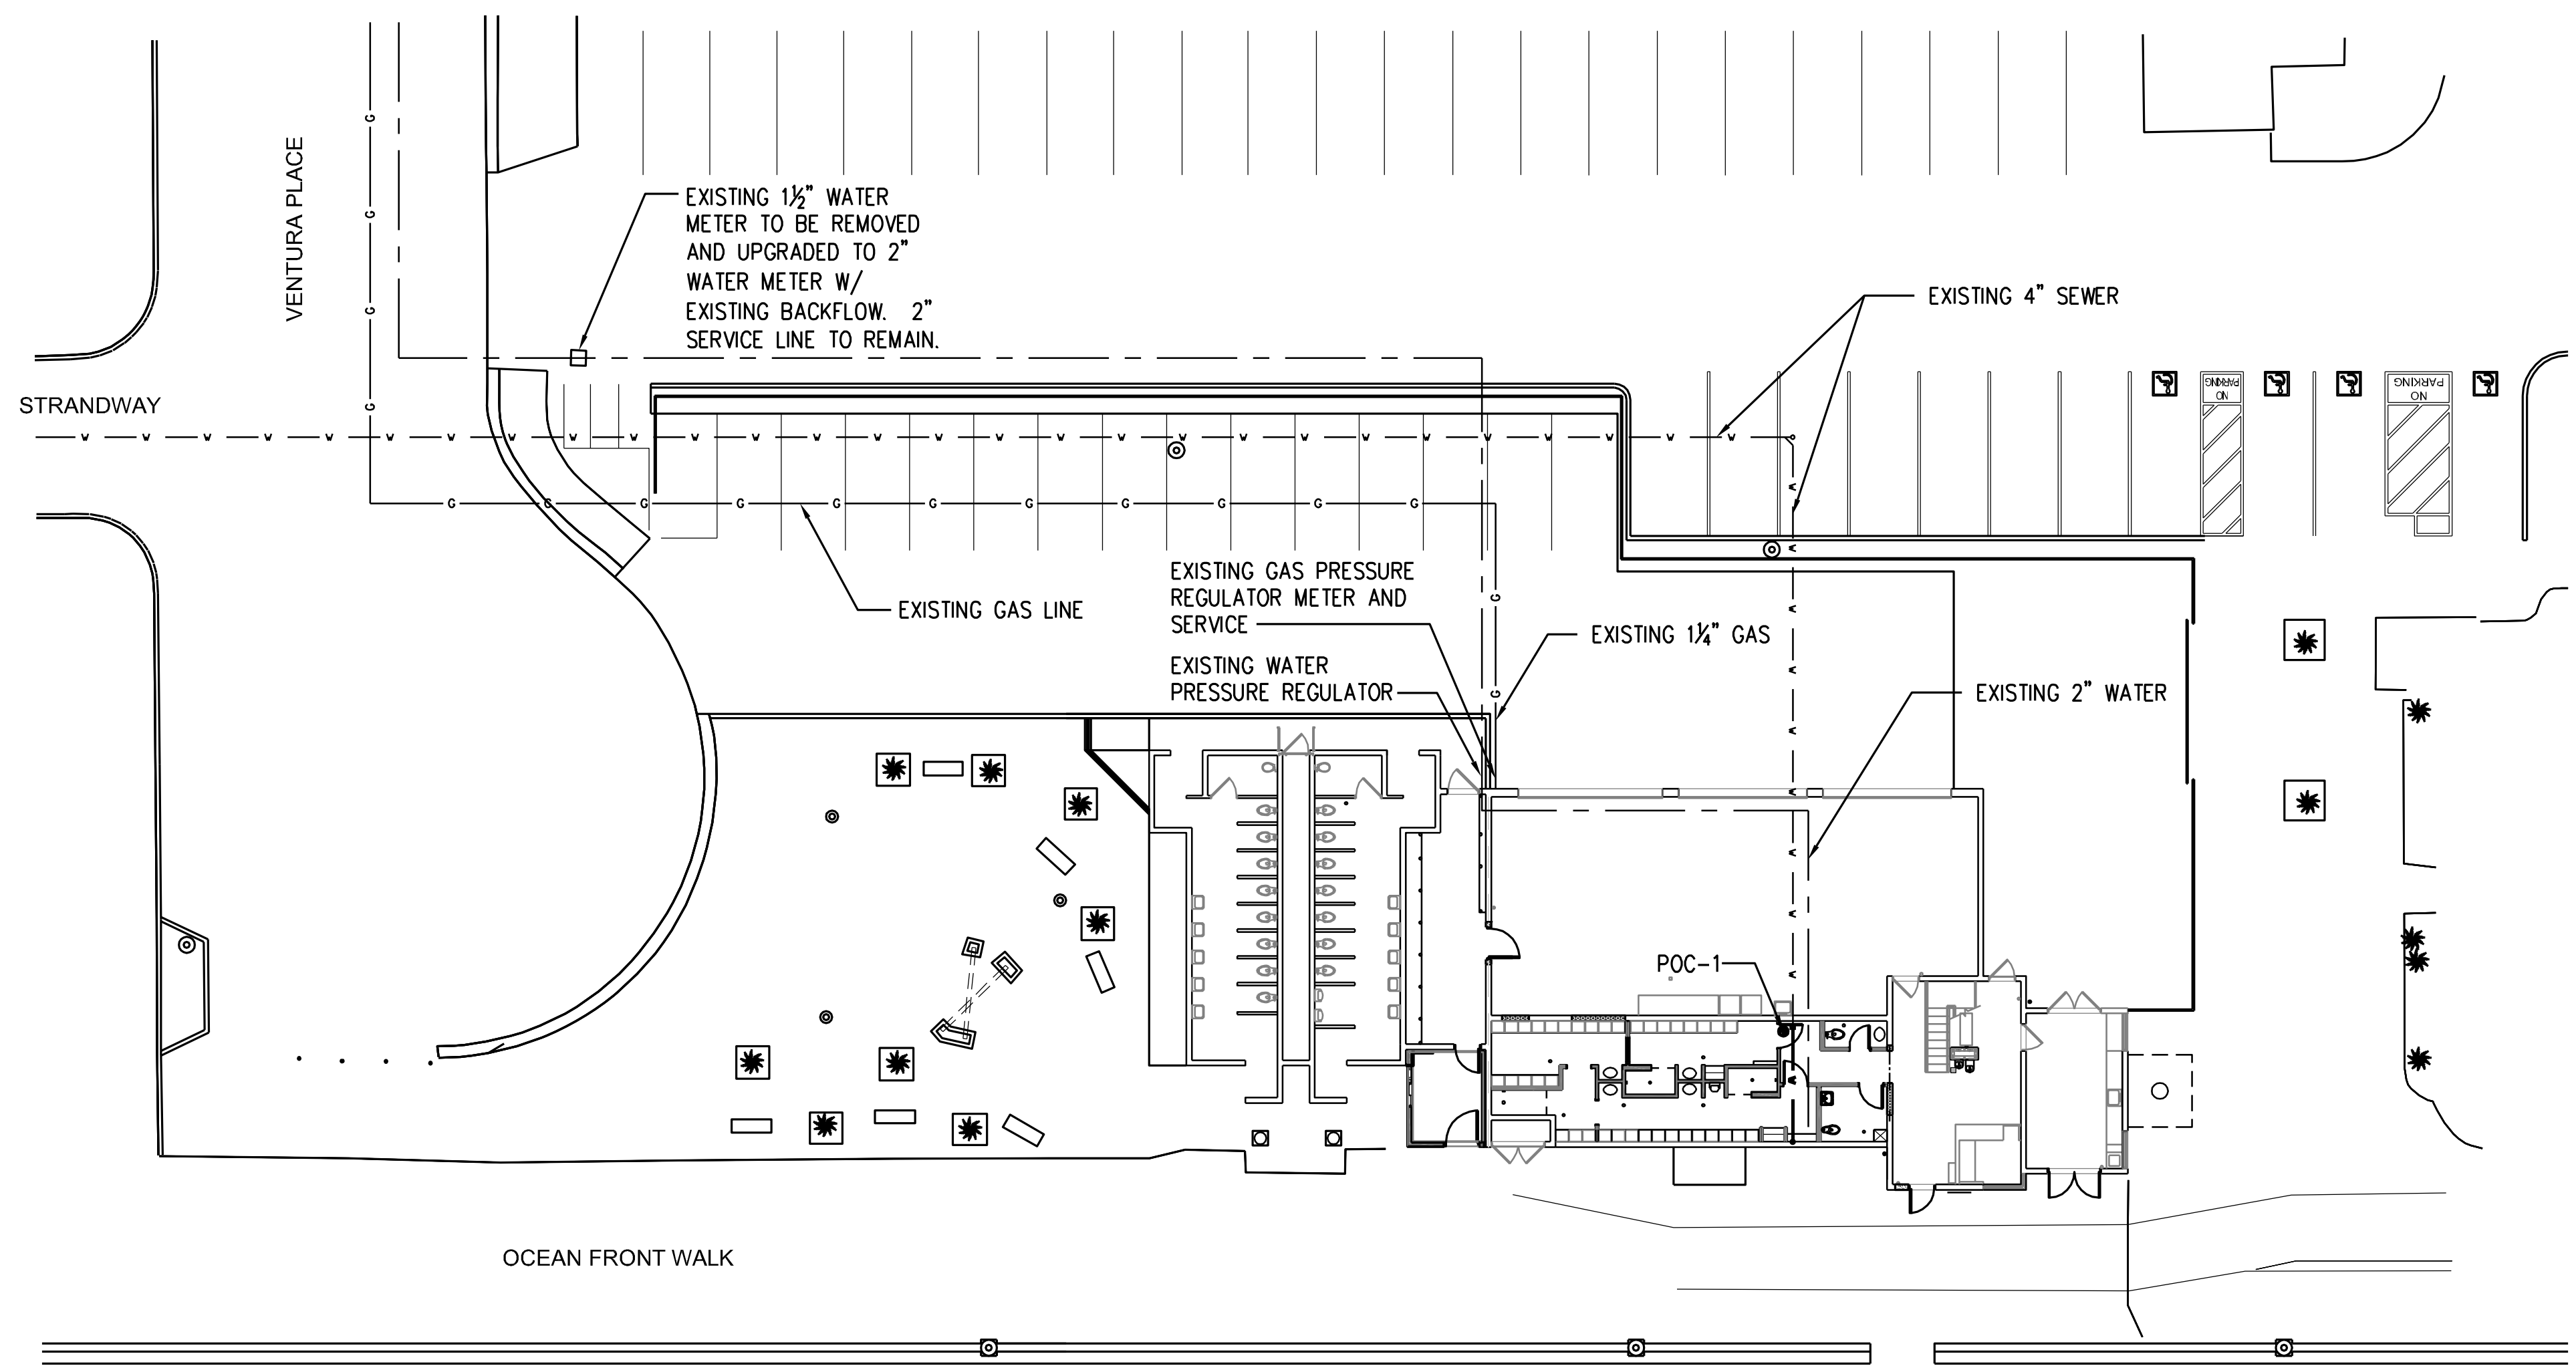 VENTURA PLACE
EXISTING 1½" WATER
METER TO BE REMOVED
AND UPGRADED TO 2"
WATER METER W/
EXISTING BACKFLOW. 2"
SERVICE LINE TO REMAIN.
EXISTING 4" SEWER
NO
PARKING
NO
PARKING
STRANDWAY
EXISTING GAS PRESSURE
REGULATOR METER AND
SERVICE
EXISTING GAS LINE
EXISTING 1¼" GAS
EXISTING WATER
PRESSURE REGULATOR
EXISTING 2" WATER
POC-1
OCEAN FRONT WALK